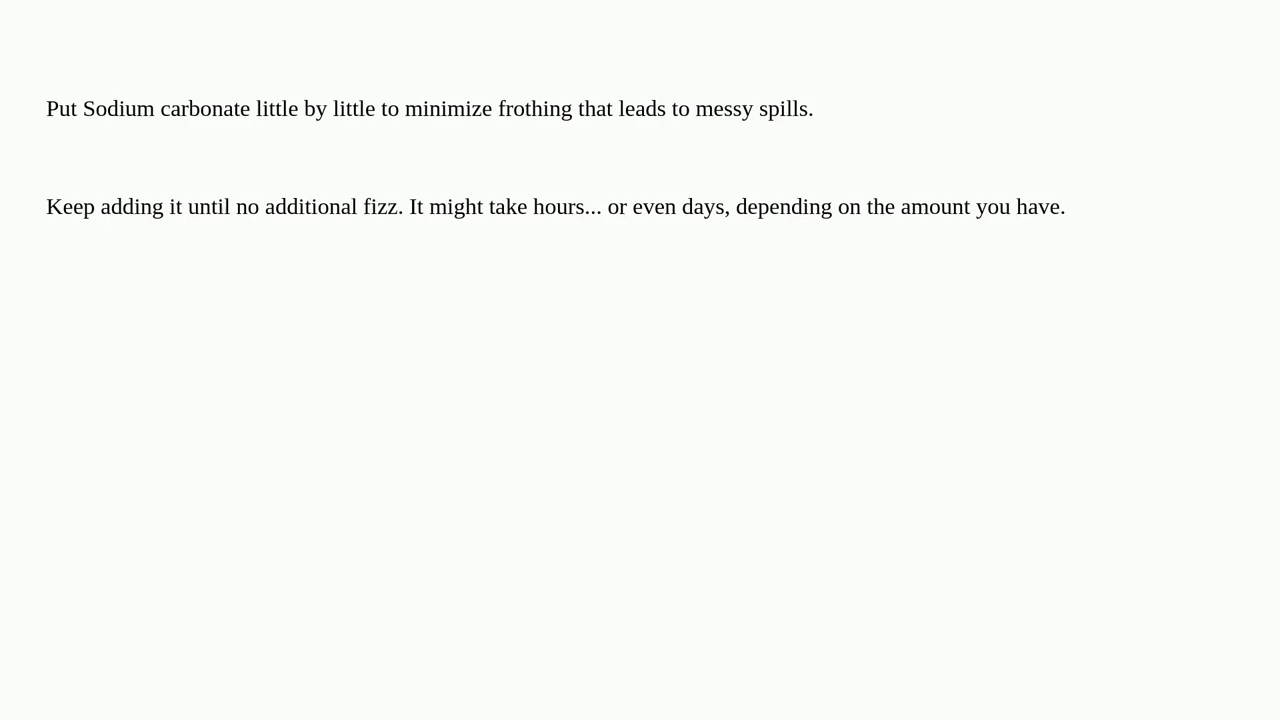 Put Sodium carbonate little by little to minimize frothing that leads to messy spills.
Keep adding it until no additional fizz. It might take hours... or even days, depending on the amount you have.